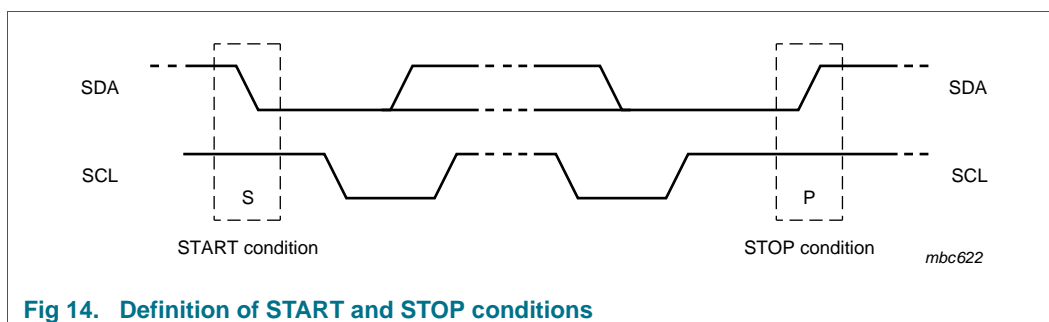 SDA
SDA
SCL
SCL
S
P
START condition
STOP condition
mbc622
Fig 14. Definition of START and STOP conditions